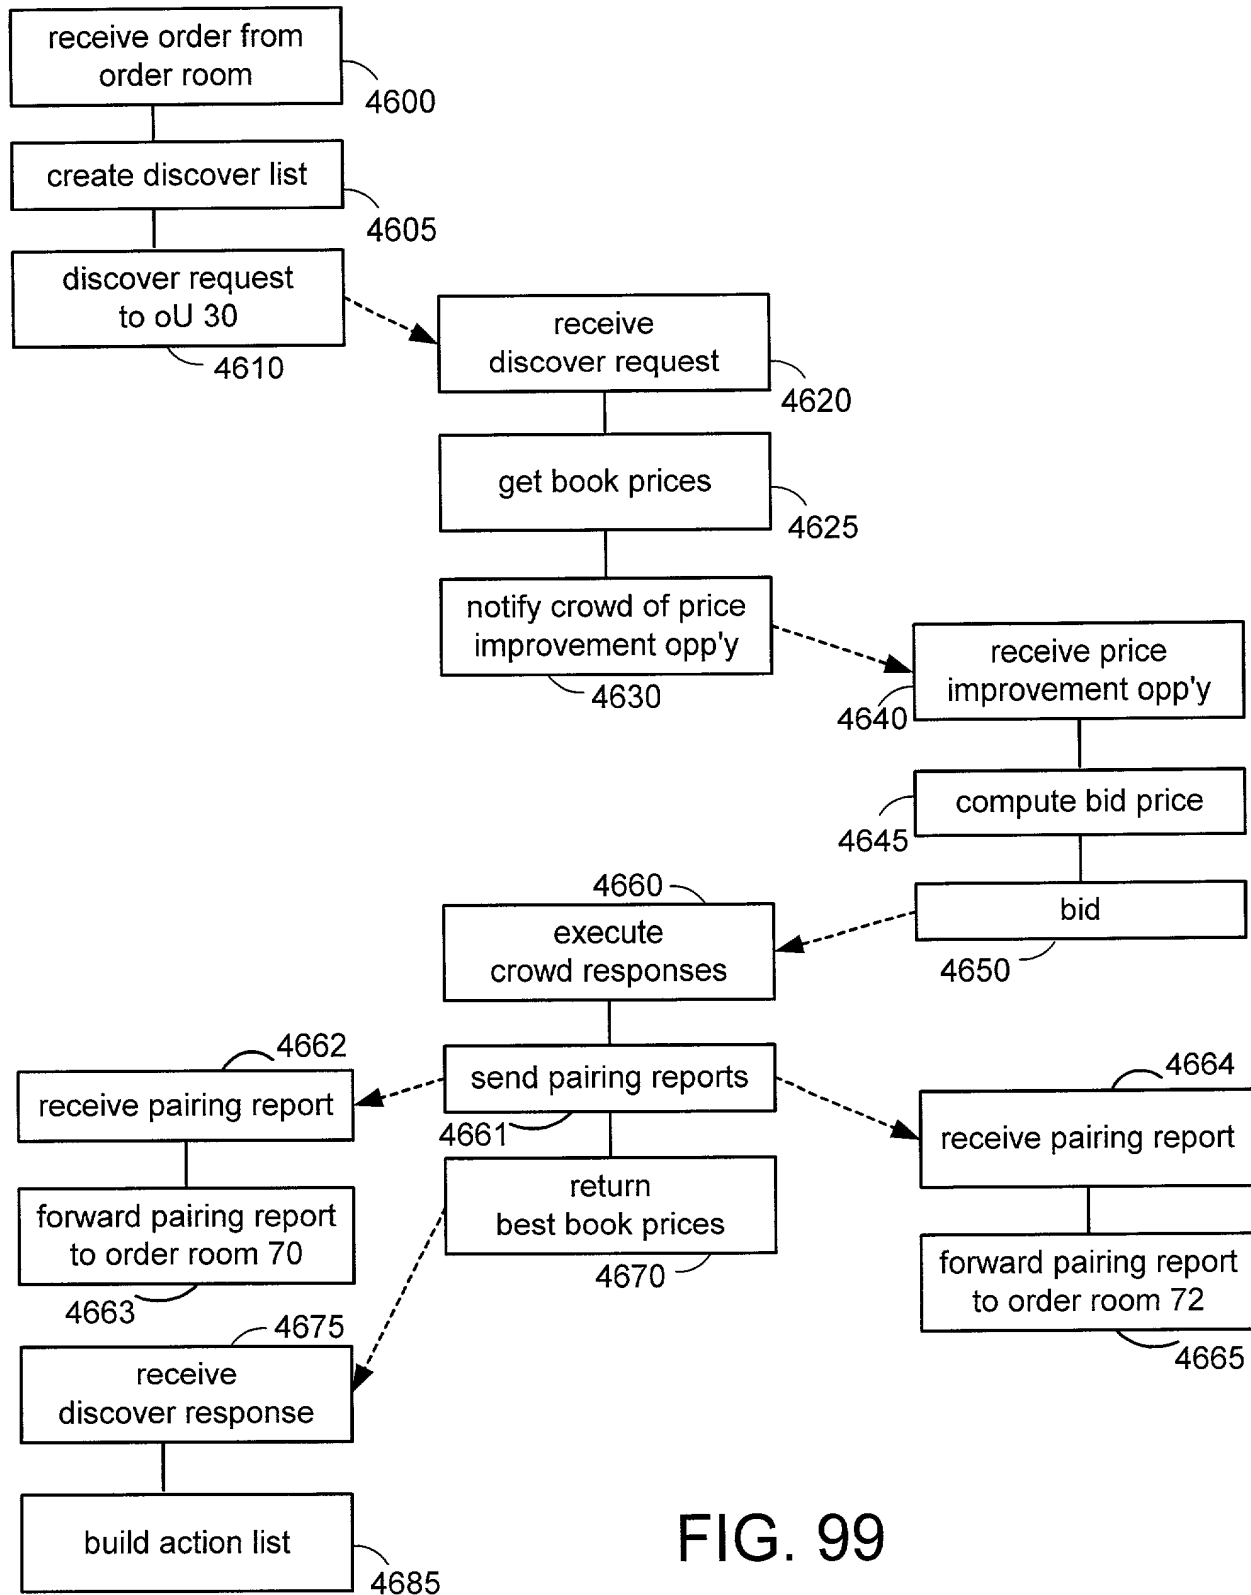 receive order from
order room
4600
create discover list
4605
discover request
to oU 30
4610
receive
discover request
4620
get book prices
4625
notify crowd of price
improvement opp'y
4630
receive price
improvement opp'y
4640
compute bid price
4645
bid
4650
4660
execute
crowd responses
send pairing reports
4661
4662
receive pairing report
forward pairing report
to order room 70
4663
4664
receive pairing report
forward pairing report
to order room 72
4665
return
best book prices
4670
4675
receive
discover response
build action list
4685
FIG. 99